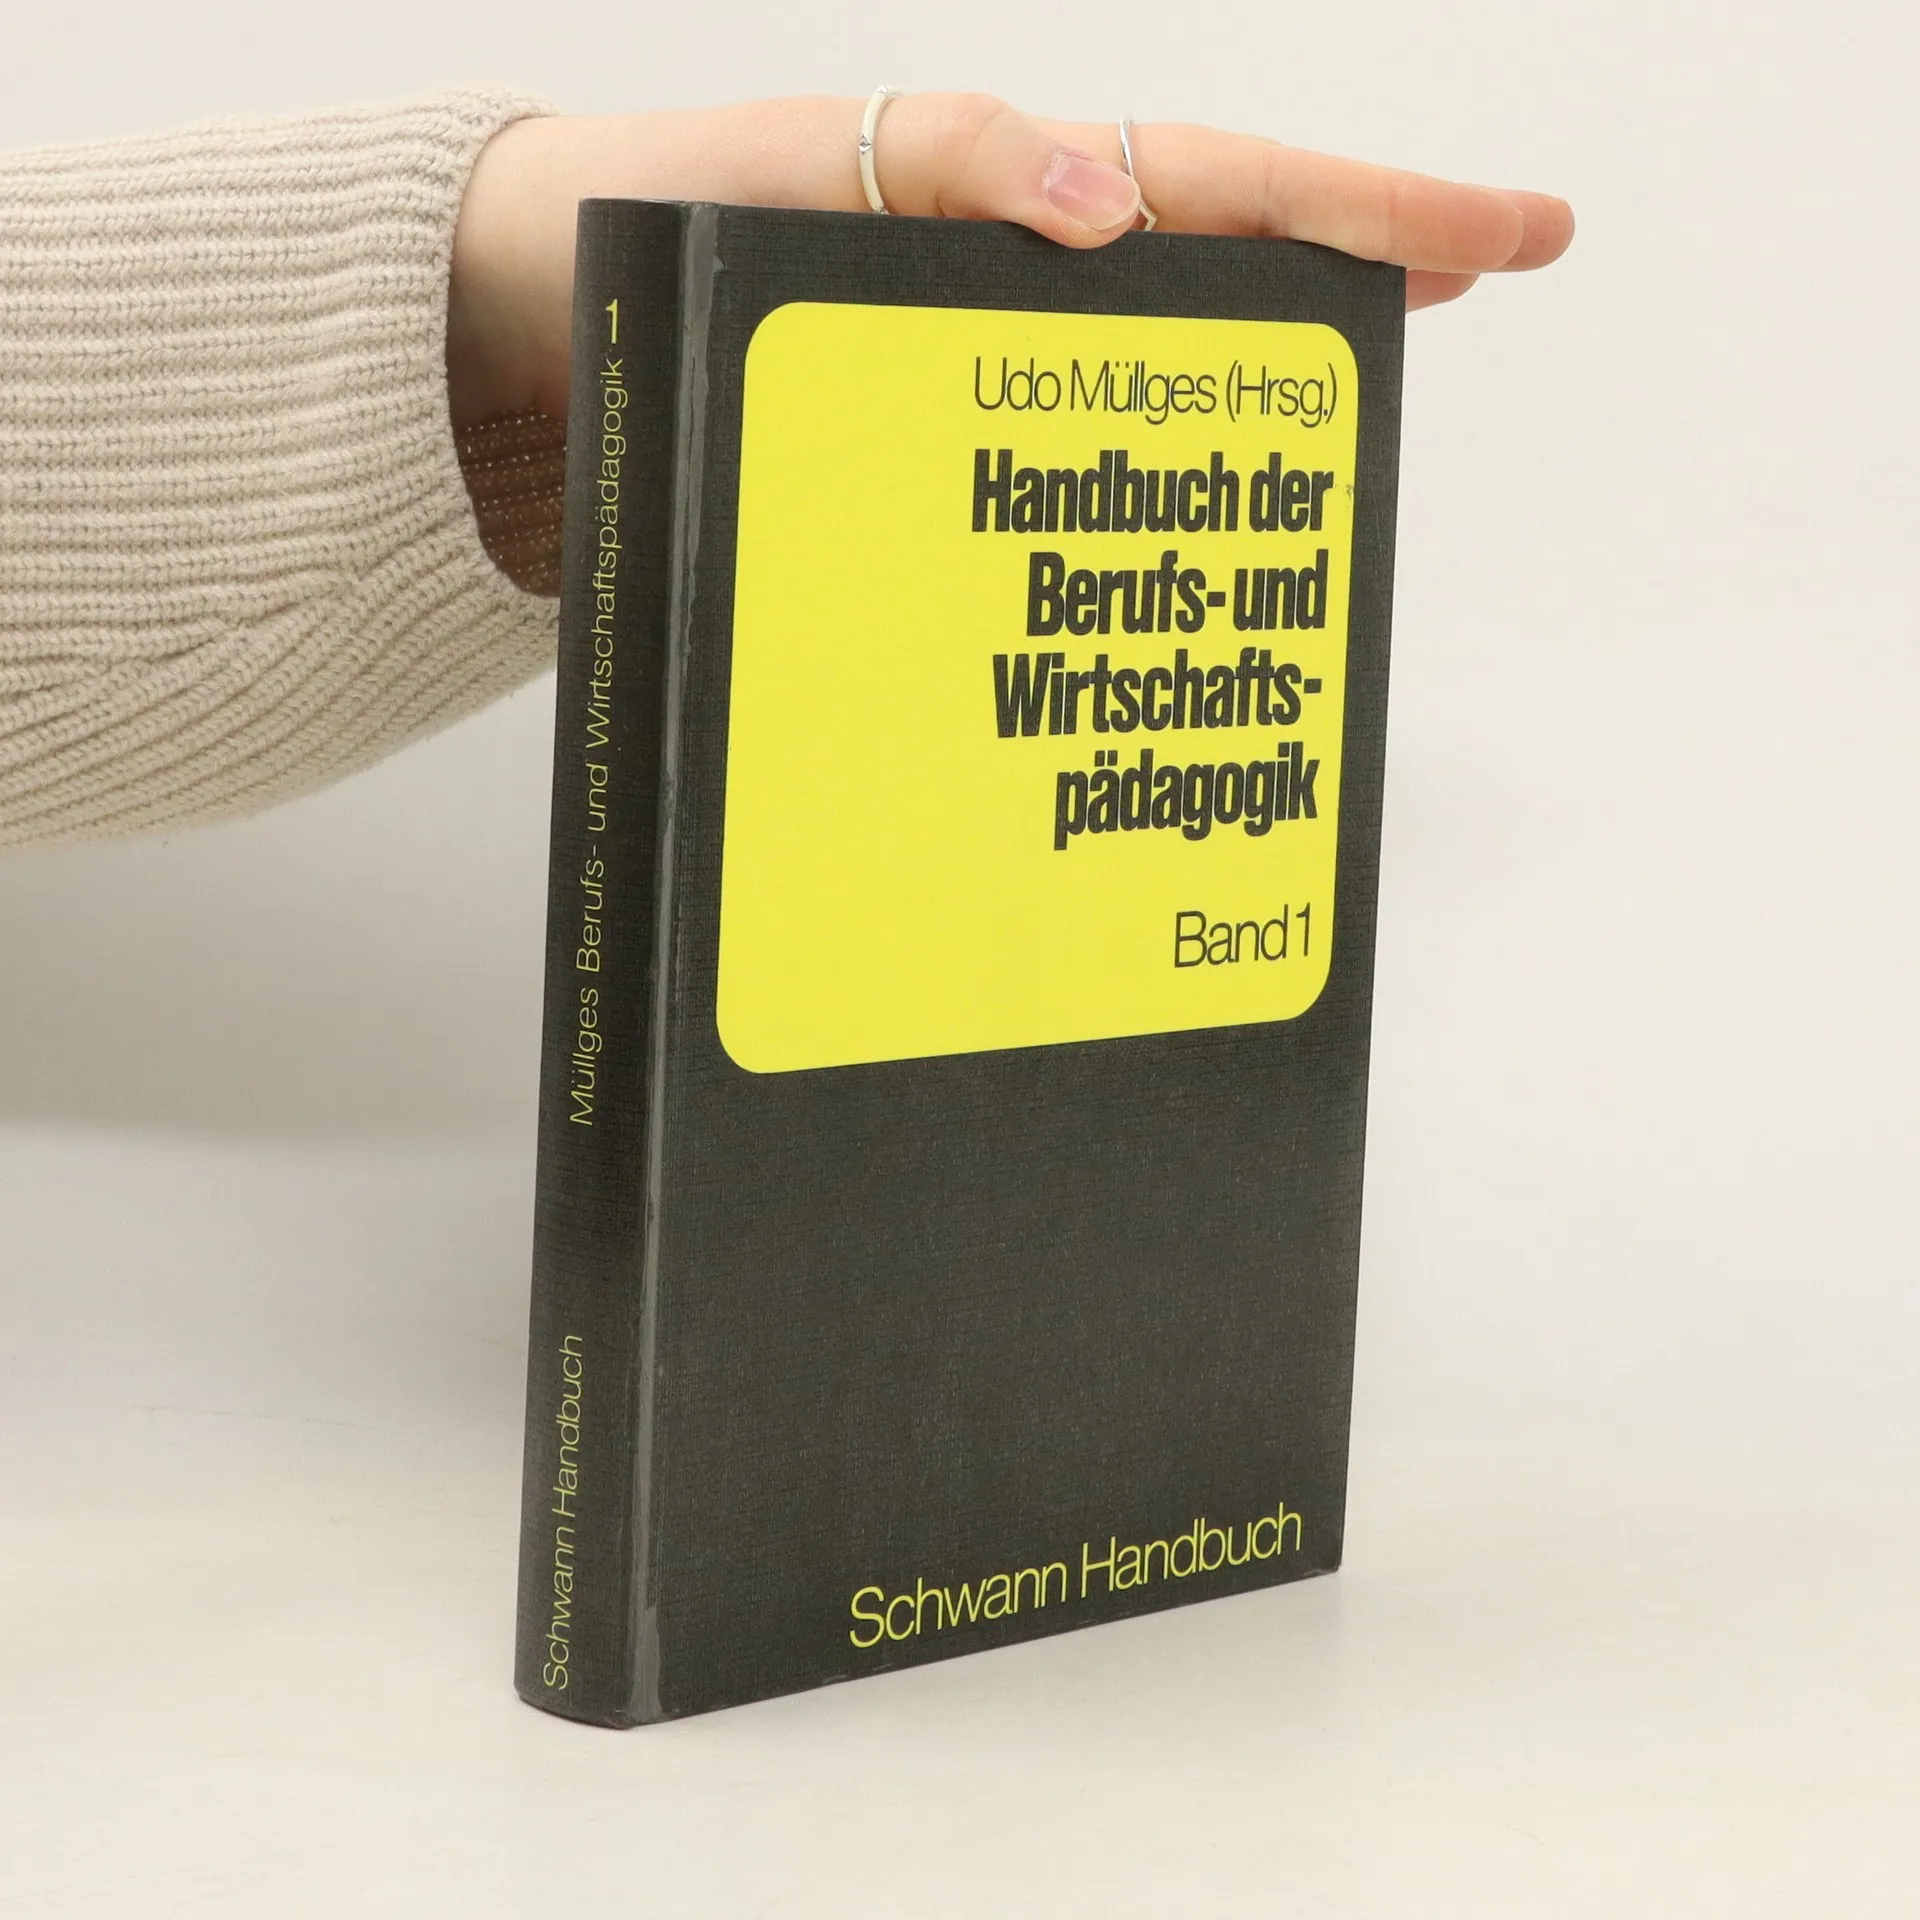 Udo Müllges (Hrsg.)
Handbuch der
Berufs- und
Wirtschafts-
pädagogik
Band 1
Schwann Handbuch
Schwann Handbuch Müllges Berufs- und Wirtschaftspädagogik 1